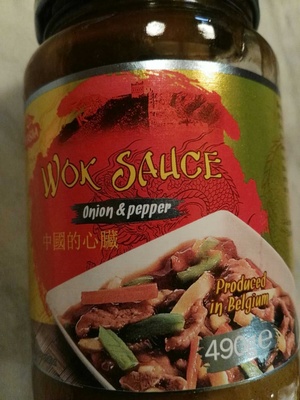 WOK SAUCE
Onion & pepper
中國的心臟
Produced
in Belgium
490g e